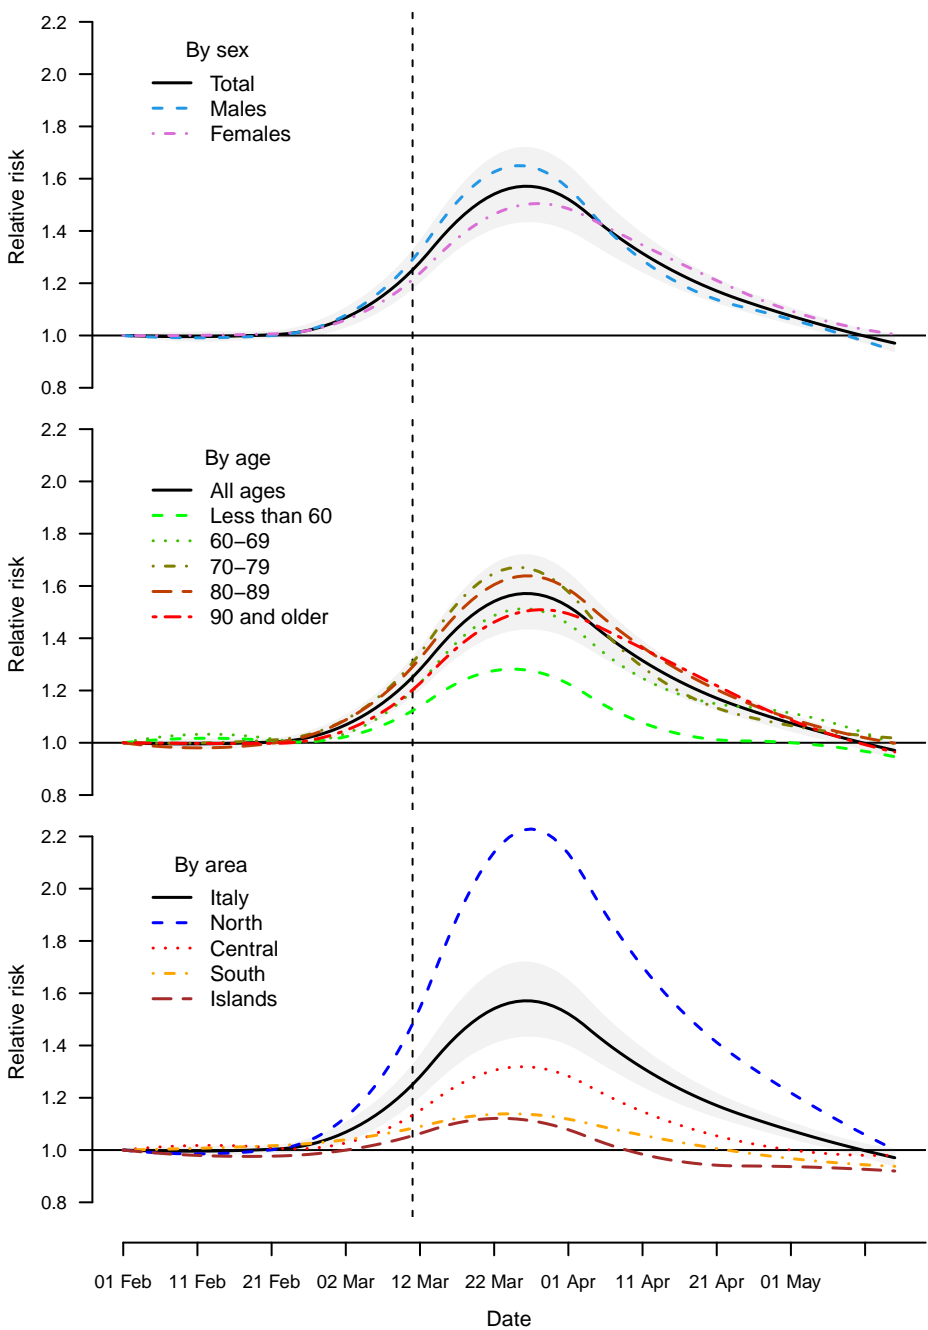 2.2
2.0
1.8
1.6
1.4
1.2
1.0
0.8
Relative risk
By sex
Total
Males
Females
2.2
2.0
1.8
1.6
1.4
1.2
1.0
0.8
Relative risk
By age
All ages
Less than 60
60−69
70−79
80−89
90 and older
2.2
2.0
1.8
1.6
1.4
1.2
1.0
0.8
Relative risk
By area
Italy
North
Central
South
Islands
01 Feb 11 Feb 21 Feb 02 Mar 12 Mar 22 Mar 01 Apr 11 Apr 21 Apr 01 May
Date